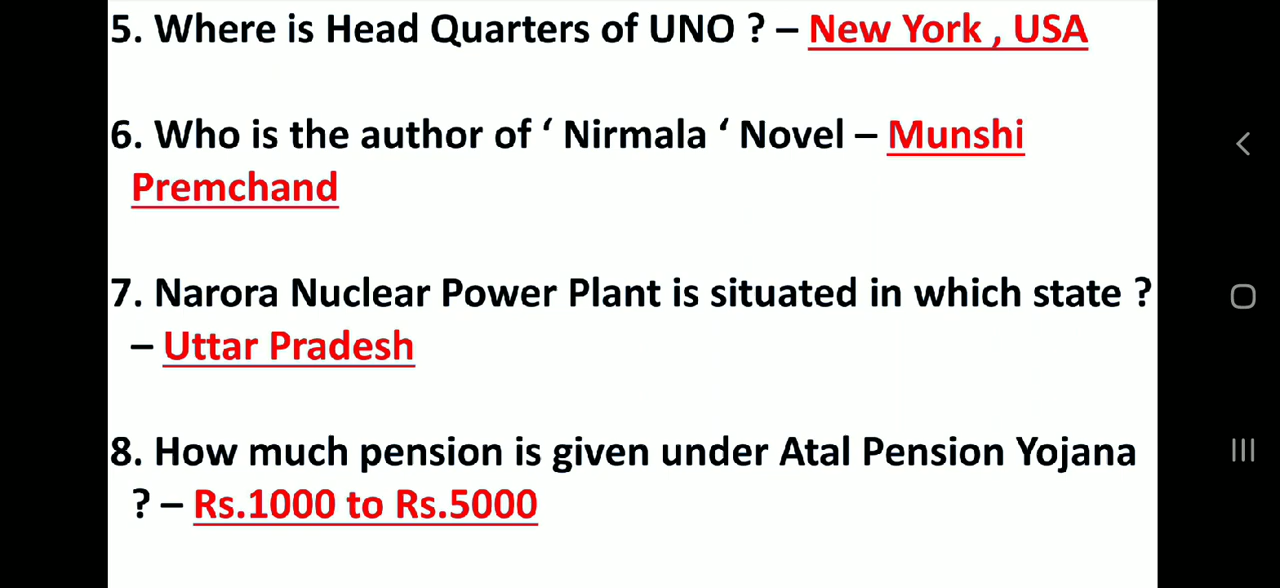 5. Where is Head Quarters of UNO ? – New York , USA
6. Who is the author of ‘ Nirmala ‘ Novel – Munshi
Premchand
7. Narora Nuclear Power Plant is situated in which state ?
– Uttar Pradesh
8. How much pension is given under Atal Pension Yojana
? – Rs.1000 to Rs.5000